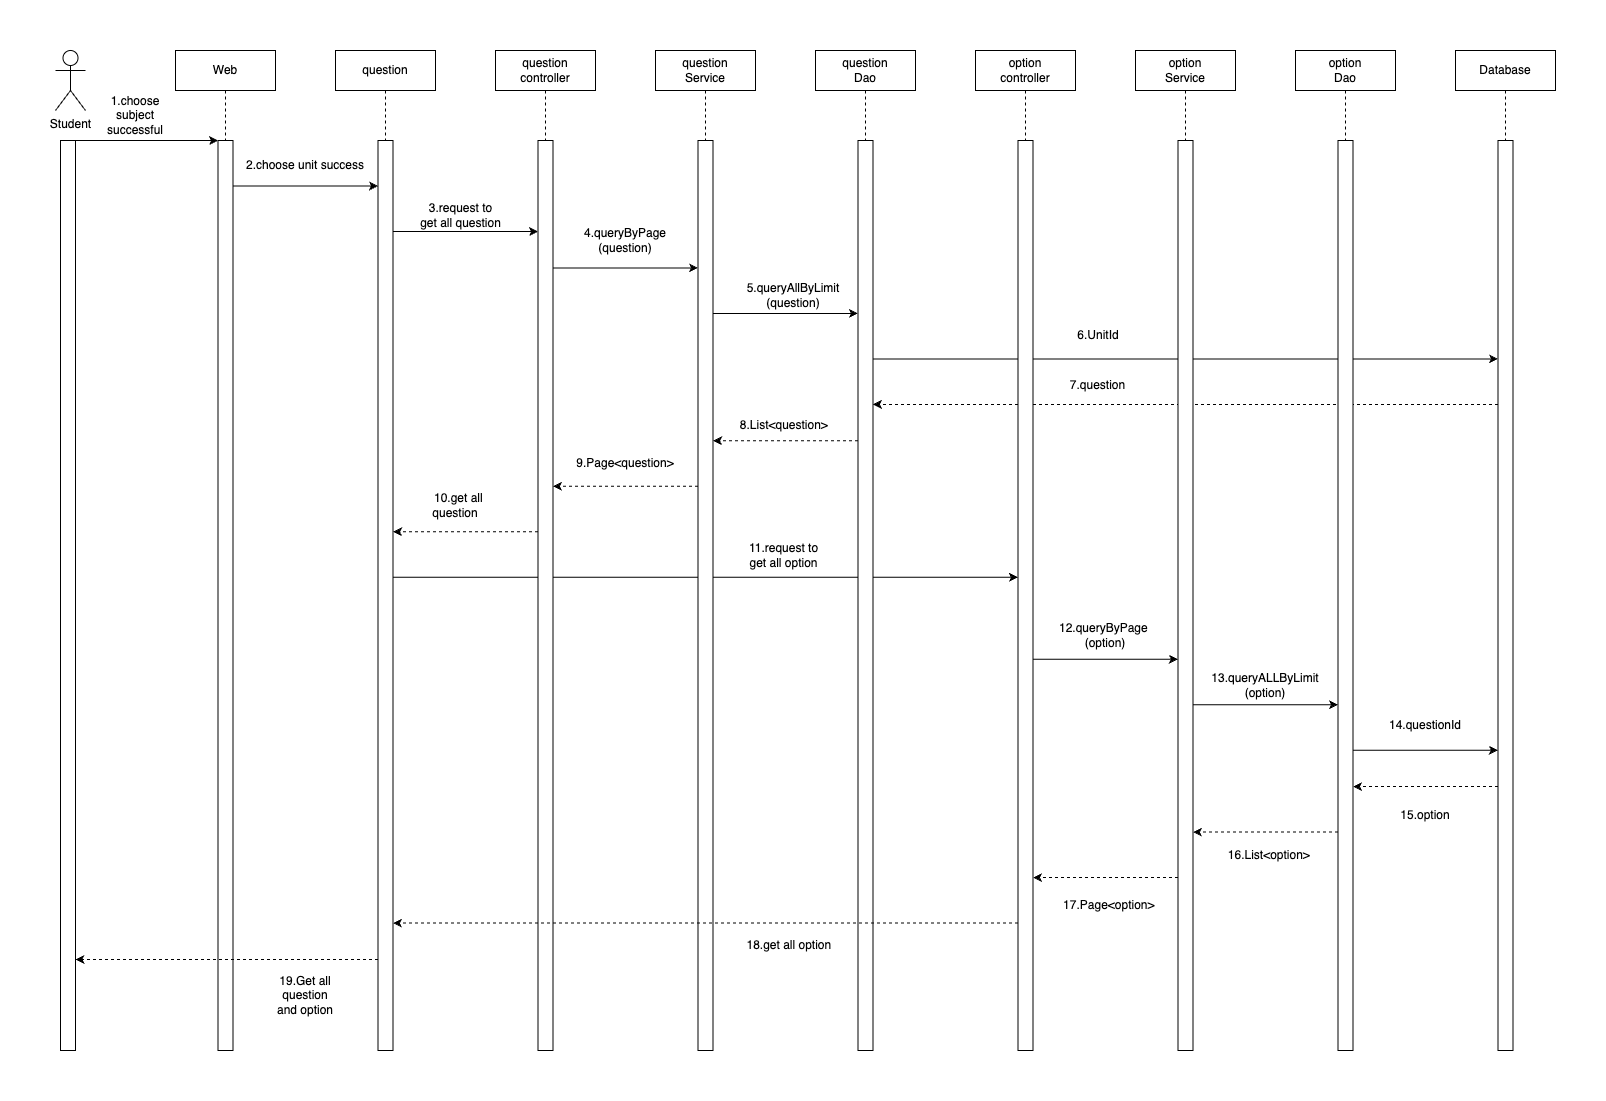 Web
question
question
controller
question
Service
question
Dao
option
controller
option
Service
option
Dao
Database
Student
1.choose
subject
successful
2.choose unit success
3.request to
get all question
4.queryByPage
(question)
5.queryAllByLimit
(question)
6.UnitId
7.question
8.List<question>
9.Page<question>
10.get all
question
11.request to
get all option
12.queryByPage
(option)
13.queryALLByLimit
(option)
14.questionId
15.option
16.List<option>
17.Page<option>
18.get all option
19.Get all
question
and option